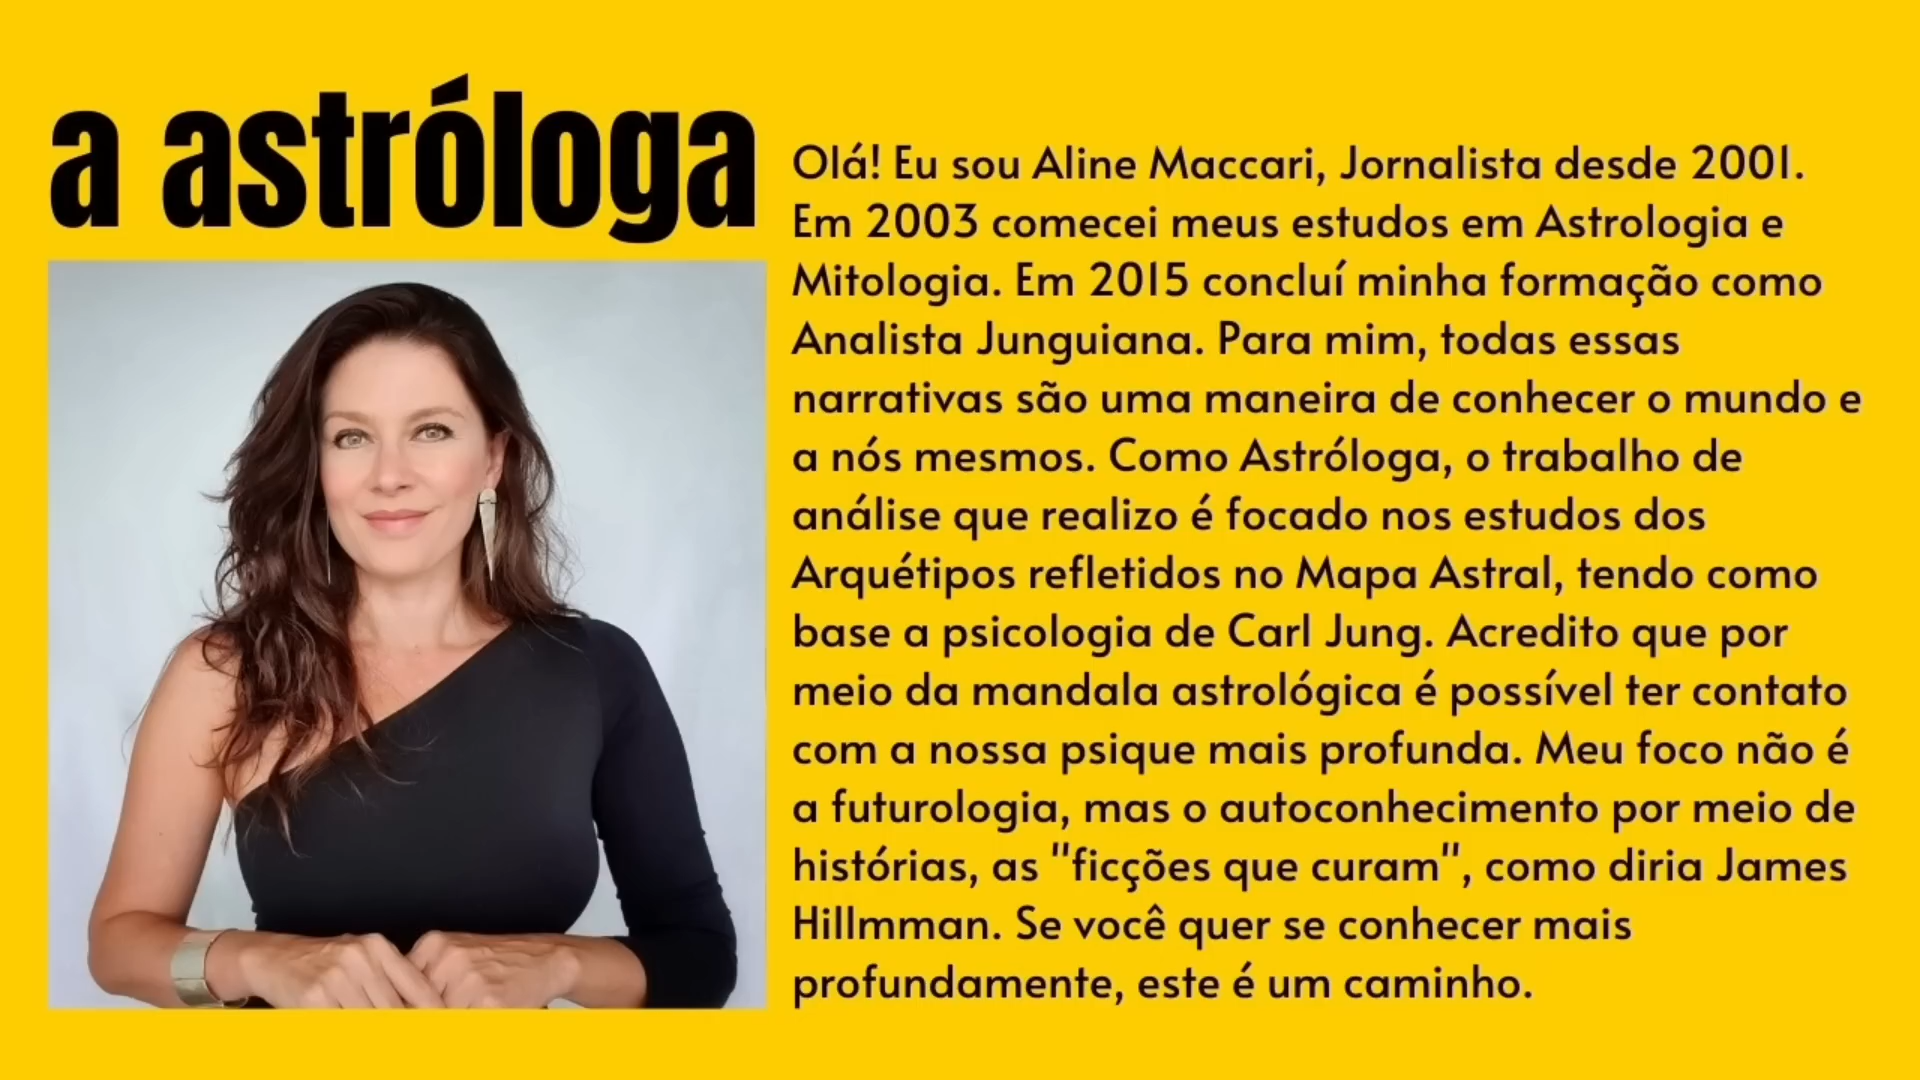 a astróloga
Olá! Eu sou Aline Maccari, Jornalista desde 2001.
Em 2003 comecei meus estudos em Astrologia e
Mitologia. Em 2015 concluí minha formação como
Analista Junguiana. Para mim, todas essas
narrativas são uma maneira de conhecer o mundo e
a nós mesmos. Como Astróloga, o trabalho de
análise que realizo é focado nos estudos dos
Arquétipos refletidos no Mapa Astral, tendo como
base a psicologia de Carl Jung. Acredito que por
meio da mandala astrológica é possível ter contato
com a nossa psique mais profunda. Meu foco não é
a futurologia, mas o autoconhecimento por meio de
histórias, as "ficções que curam", como diria James
Hillmman. Se você quer se conhecer mais
profundamente, este é um caminho.